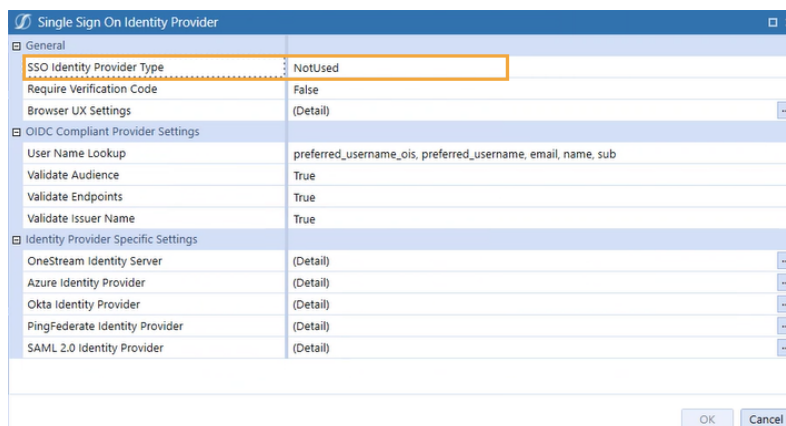 Single Sign On Identity Provider
General
SSO Identity Provider Type NotUsed
Require Verification Code False
Browser UX Settings (Detail)
OIDC Compliant Provider Settings
User Name Lookup preferred_username_ois, preferred_username, email, name, sub
Validate Audience True
Validate Endpoints True
Validate Issuer Name True
Identity Provider Specific Settings
OneStream Identity Server (Detail)
Azure Identity Provider (Detail)
Okta Identity Provider (Detail)
PingFederate Identity Provider (Detail)
SAML 2.0 Identity Provider (Detail)
OK Cancel